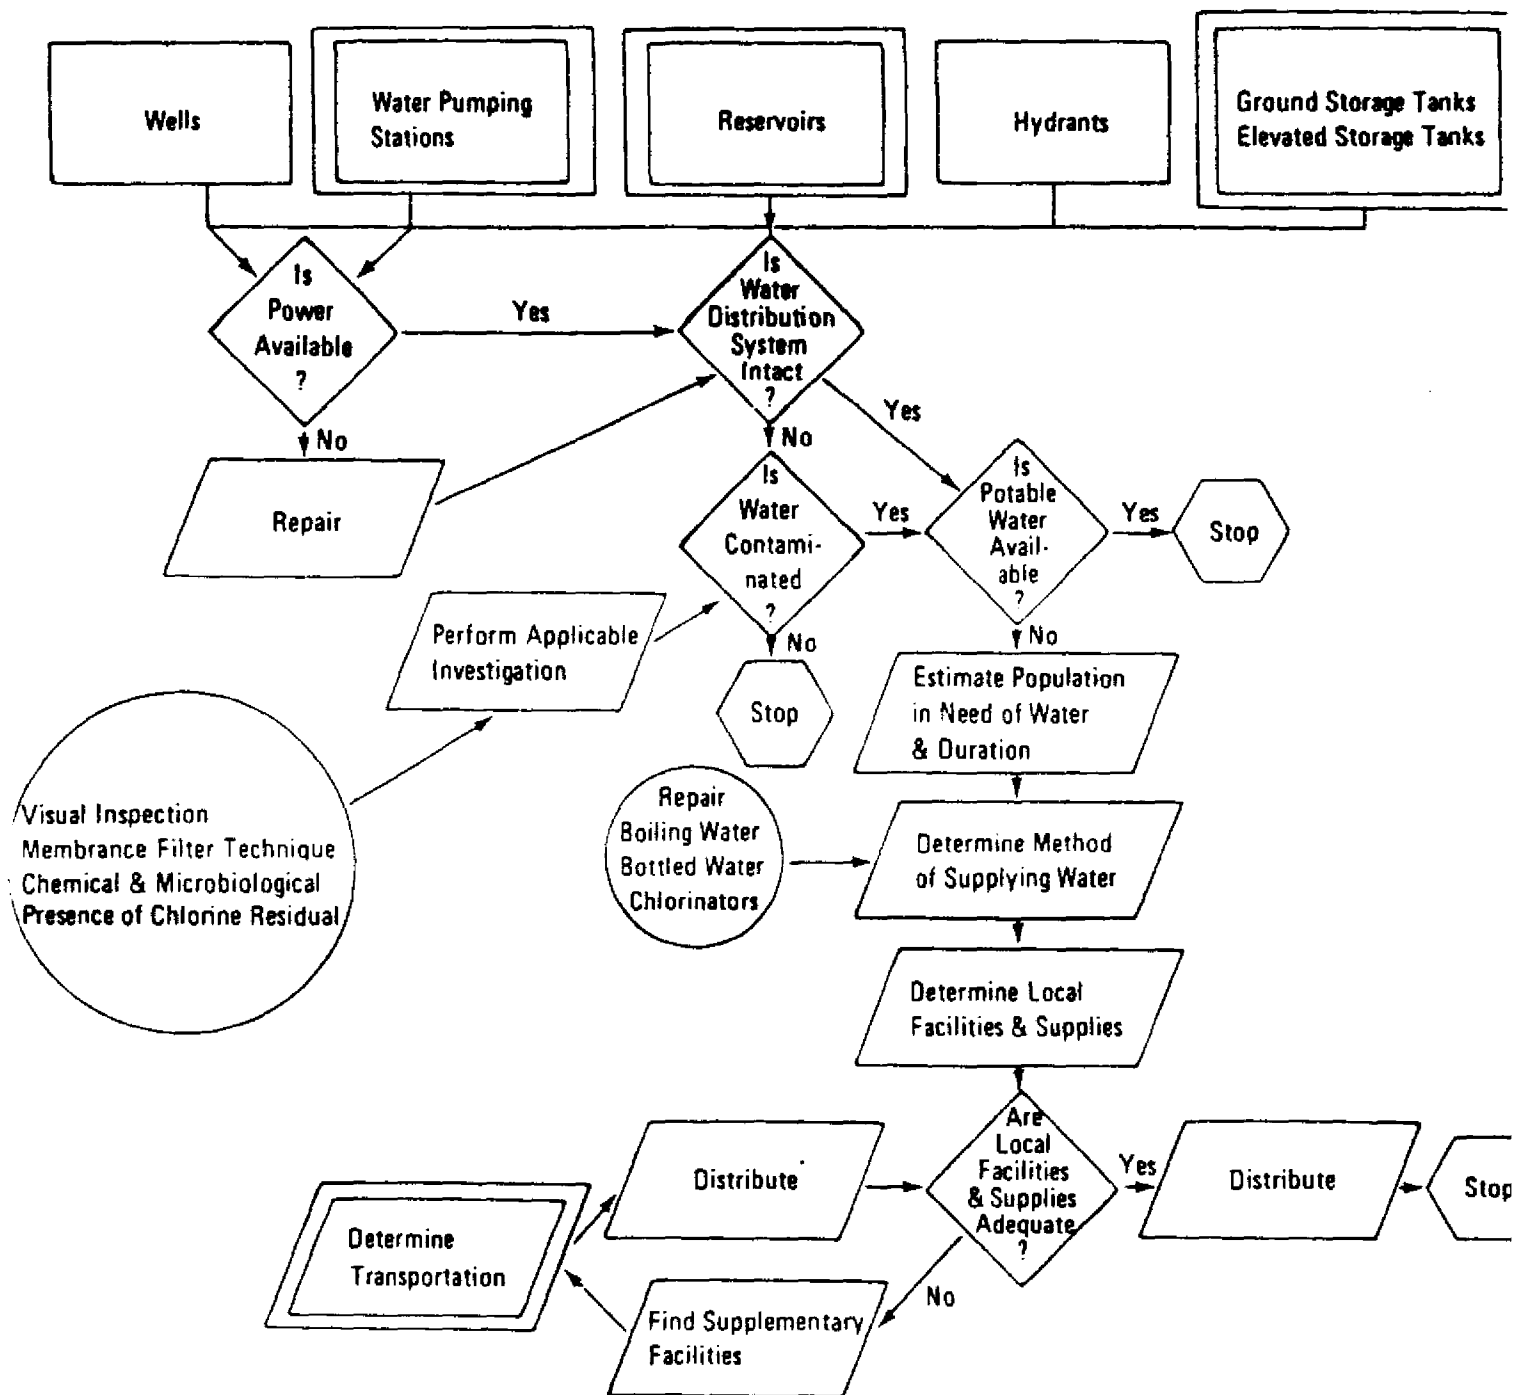 Wells
Water Pumping
Stations
Reservoirs
Hydrants
Ground Storage Tanks
Elevated Storage Tanks
Is
Power
Available
?
Yes
Is
Water
Distribution
System
Intact
?
No
Yes
No
Repair
Is
Water
Contami-
nated
?
Yes
Is
Potable
Water
Avail-
able
?
Yes
Stop
Perform Applicable
Investigation
No
Stop
No
Estimate Population
in Need of Water
& Duration
Visual Inspection
Membrance Filter Technique
Chemical & Microbiological
Presence of Chlorine Residual
Repair
Boiling Water
Bottled Water
Chlorinators
Determine Method
of Supplying Water
Determine Local
Facilities & Supplies
Distribute
Are
Local
Facilities
& Supplies
Adequate
?
Yes
Distribute
Stop
Determine
Transportation
No
Find Supplementary
Facilities